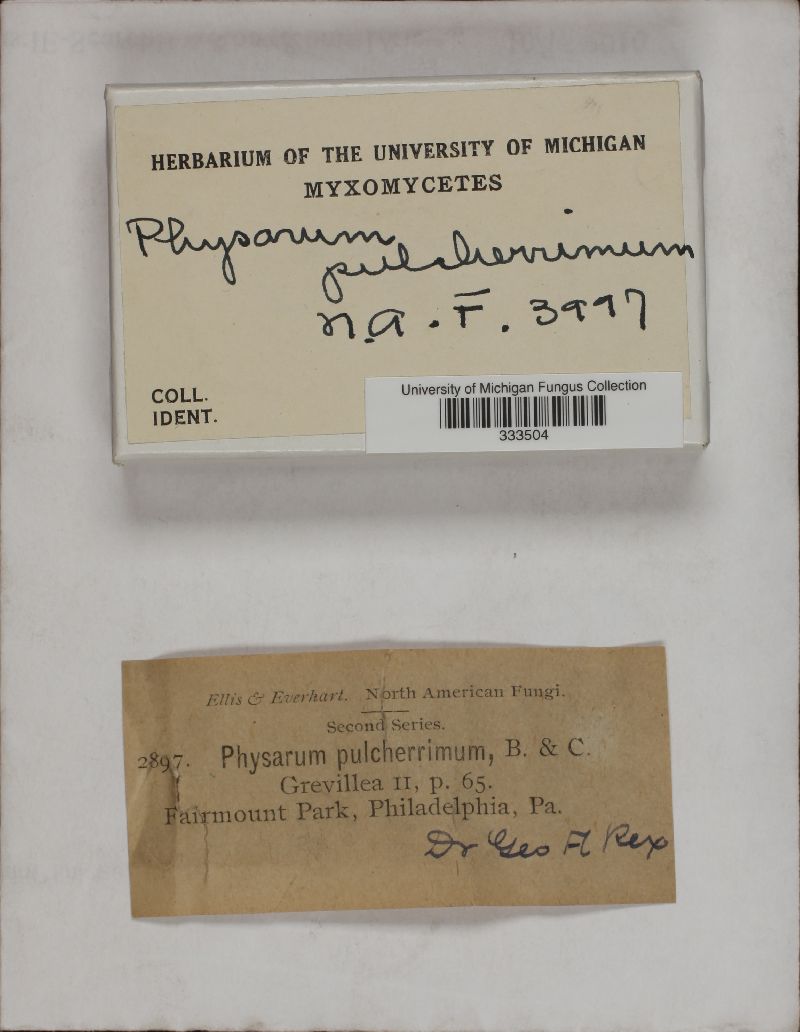 HERBARIUM OF THE UNIVERSITY OF MICHIGAN
MYXOMYCETES
Physarum
pulcherrimum
N.A.F. 3997
COLL.
IDENT.
University of Michigan Fungus Collection
333504
Ellis & Everhart. North American Fungi.
Second Series.
2897. Physarum pulcherrimum, B. & C.
Grevillea II, p. 65.
Fairmount Park, Philadelphia, Pa.
Dr Geo A Rex